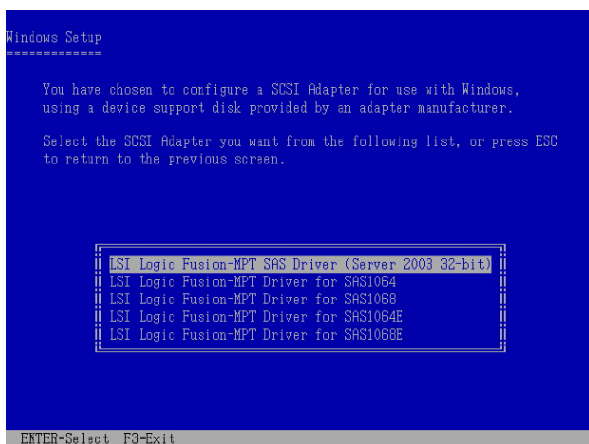 Windows Setup
=============
You have chosen to configure a SCSI Adapter for use with Windows,
using a device support disk provided by an adapter manufacturer.
Select the SCSI Adapter you want from the following list, or press ESC
to return to the previous screen.
LSI Logic Fusion-MPT SAS Driver (Server 2003 32-bit)
LSI Logic Fusion-MPT Driver for SAS1064
LSI Logic Fusion-MPT Driver for SAS1068
LSI Logic Fusion-MPT Driver for SAS1064E
LSI Logic Fusion-MPT Driver for SAS1068E
ENTER-Select F3-Exit